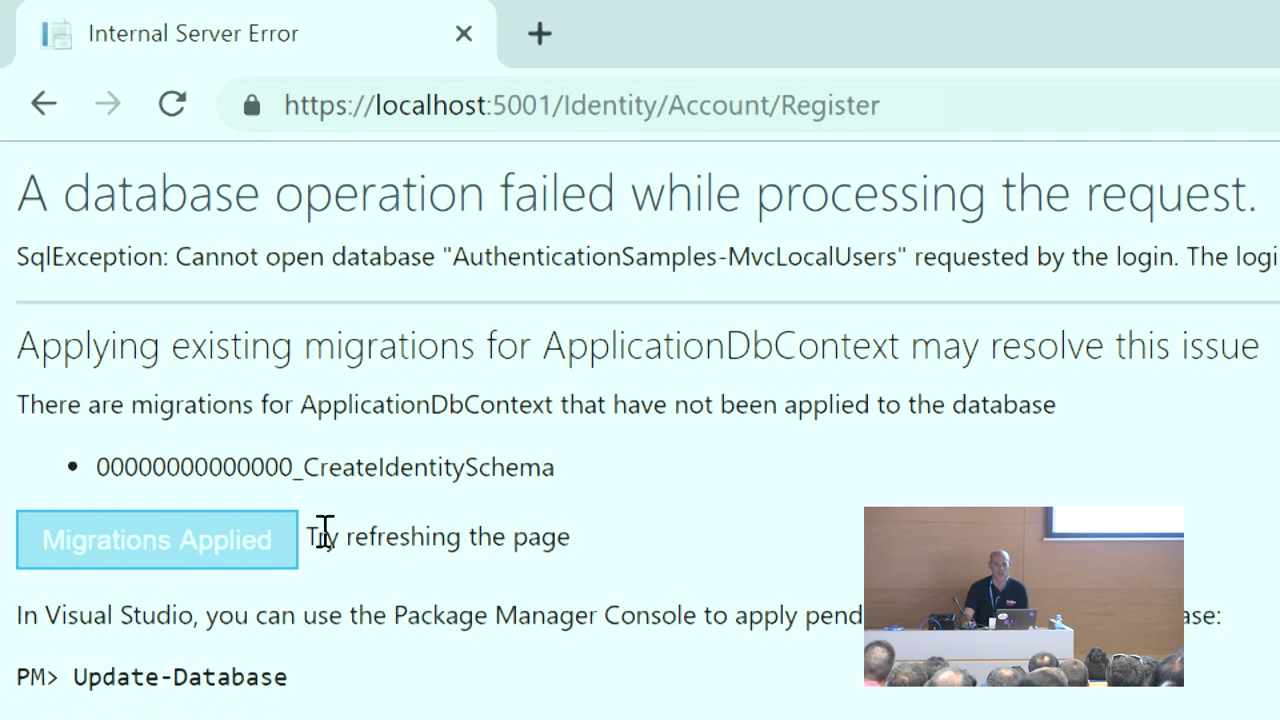 Internal Server Error
https://localhost:5001/Identity/Account/Register
A database operation failed while processing the request.
SqlException: Cannot open database "AuthenticationSamples-MvcLocalUsers" requested by the login. The logi
Applying existing migrations for ApplicationDbContext may resolve this issue
There are migrations for ApplicationDbContext that have not been applied to the database
• 00000000000000_CreateIdentitySchema
Migrations Applied Try refreshing the page
In Visual Studio, you can use the Package Manager Console to apply pend ase:
PM> Update-Database